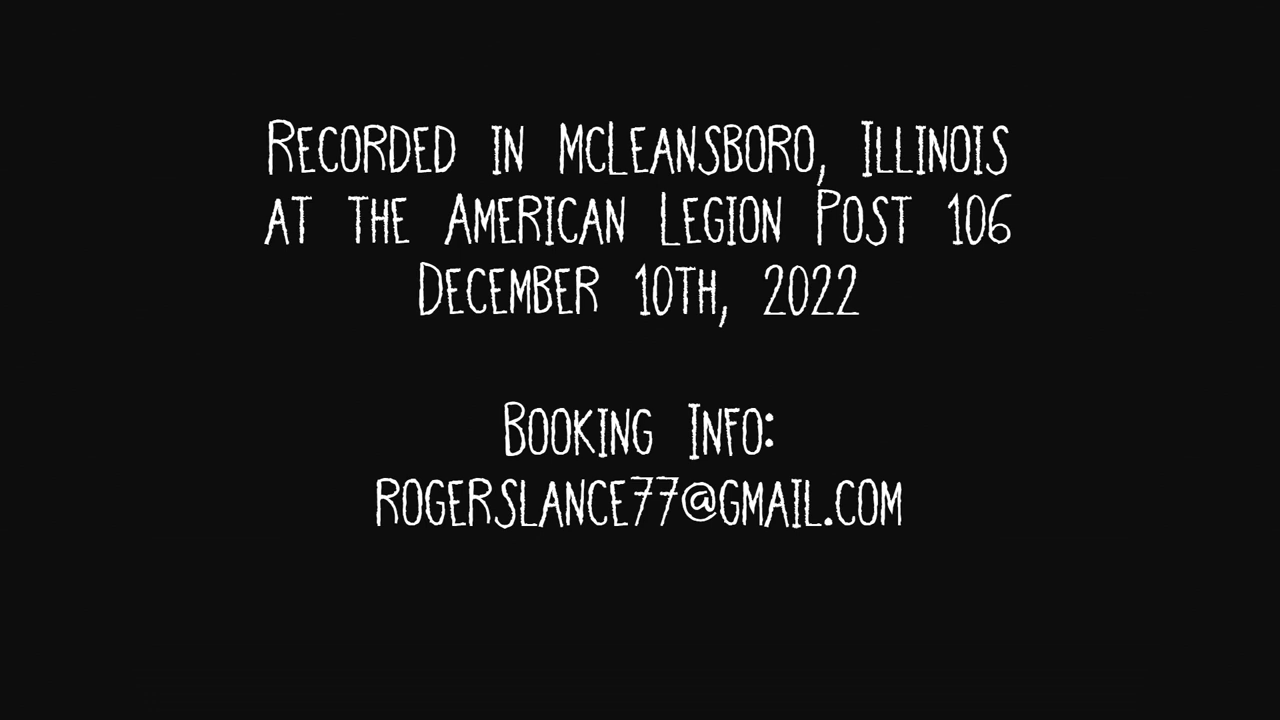 Recorded in McLeansboro, Illinois
at the American Legion Post 106
December 10th, 2022
Booking Info:
rogerslance77@gmail.com